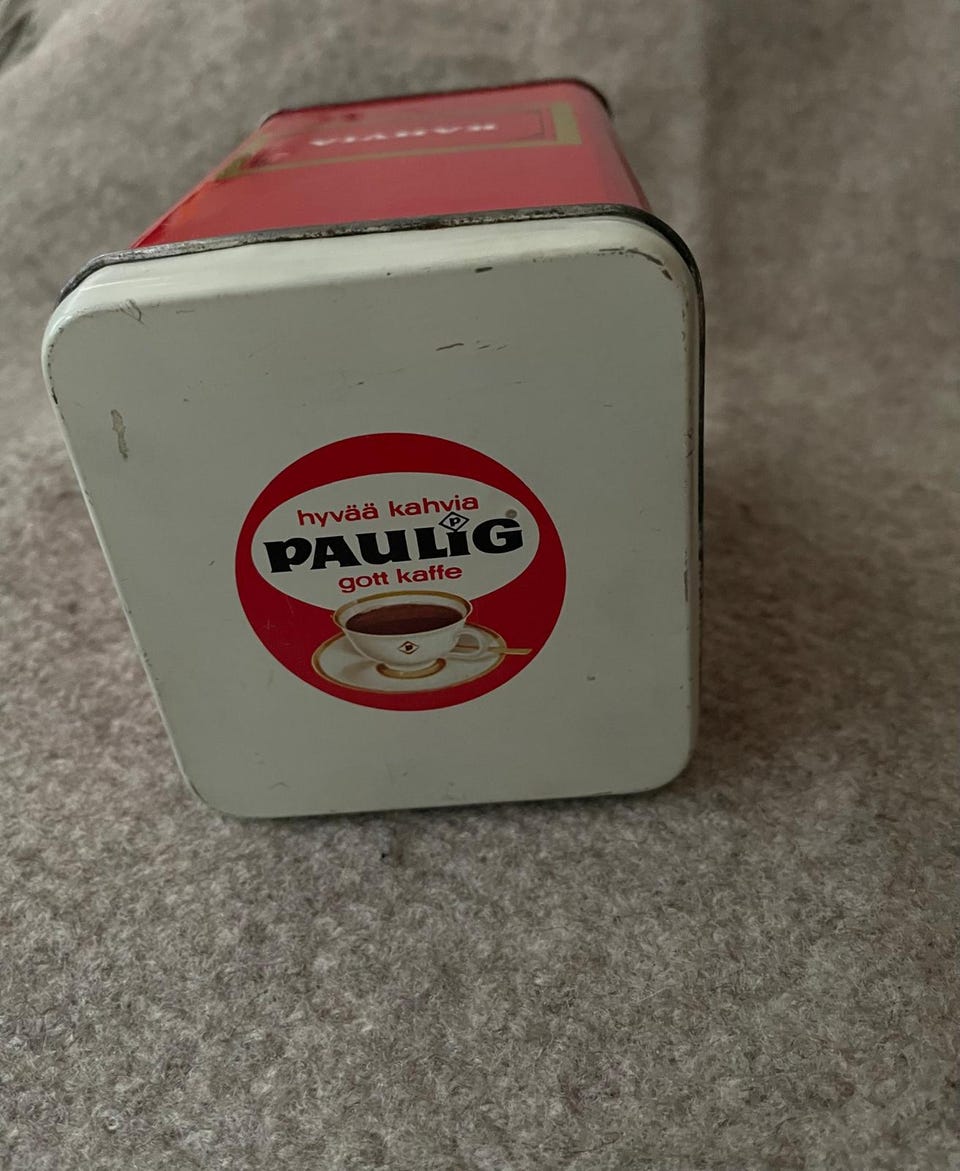 KAHVIA
hyvää kahvia
P
PAULIG
gott kaffe
P